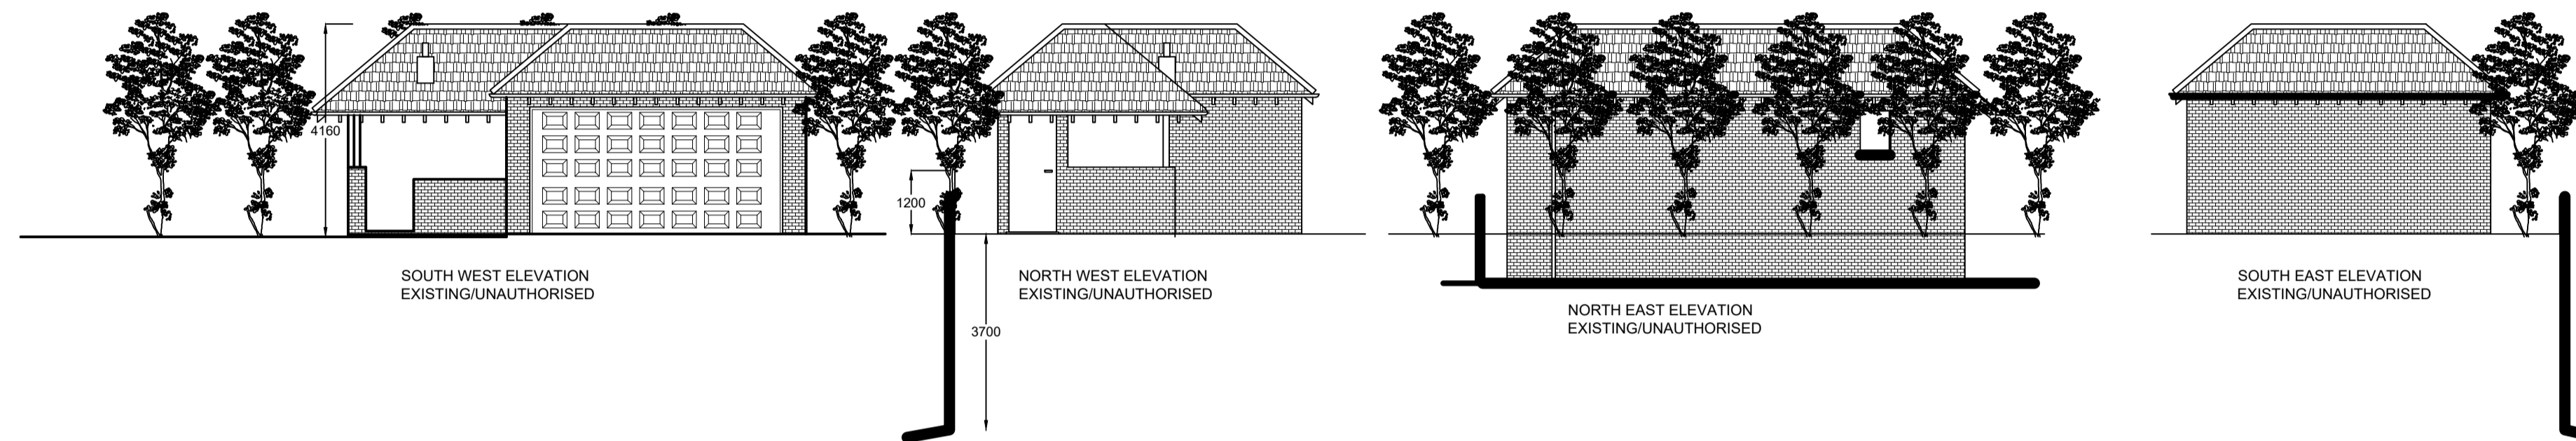 4160
SOUTH WEST ELEVATION
EXISTING/UNAUTHORISED
1200
3700
NORTH WEST ELEVATION
EXISTING/UNAUTHORISED
NORTH EAST ELEVATION
EXISTING/UNAUTHORISED
SOUTH EAST ELEVATION
EXISTING/UNAUTHORISED